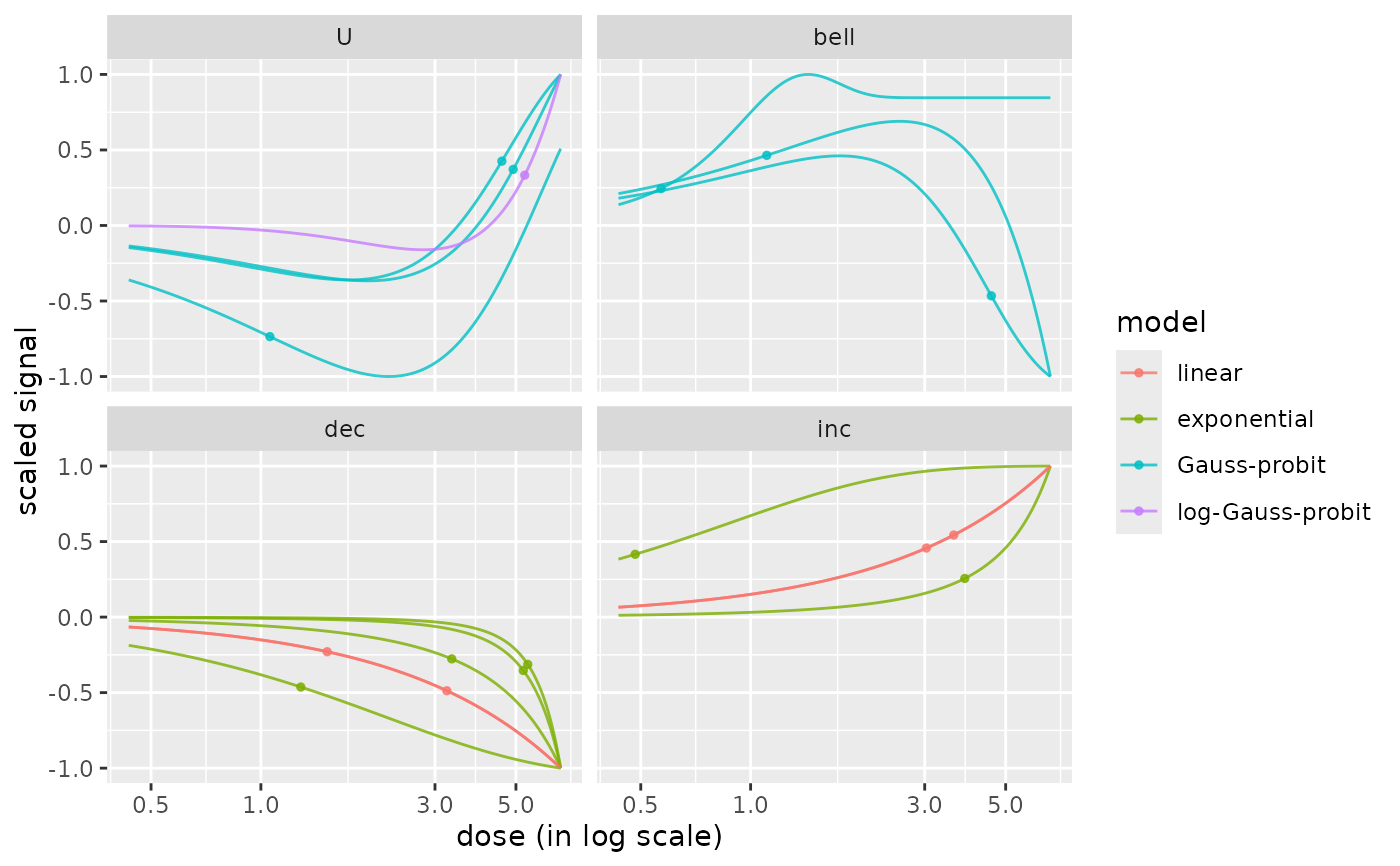 U
bell
1.0
0.5
0.0
-0.5
-1.0
dec
inc
1.0
0.5
0.0
-0.5
-1.0
0.5 1.0 3.0 5.0
0.5 1.0 3.0 5.0
scaled signal
dose (in log scale)
model
linear
exponential
Gauss-probit
log-Gauss-probit